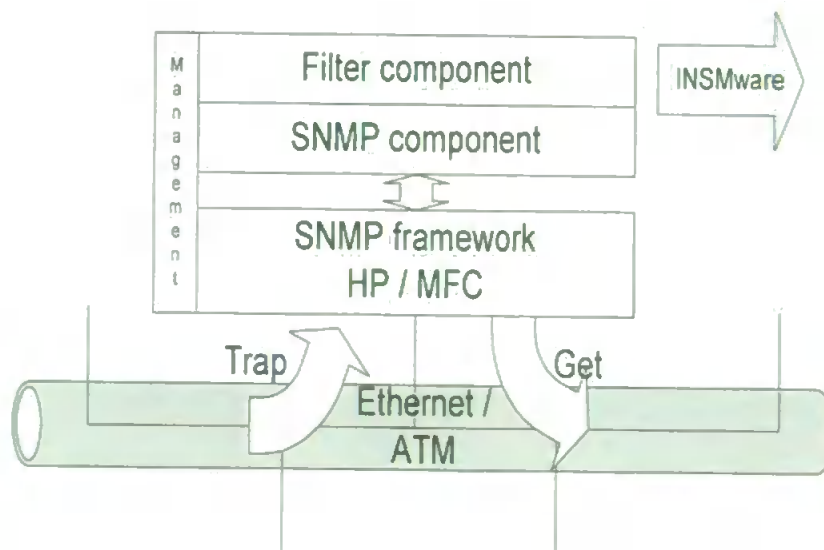 Management
Filter component
INSMware
SNMP component
SNMP framework
HP / MFC
Trap
Get
Ethernet /
ATM